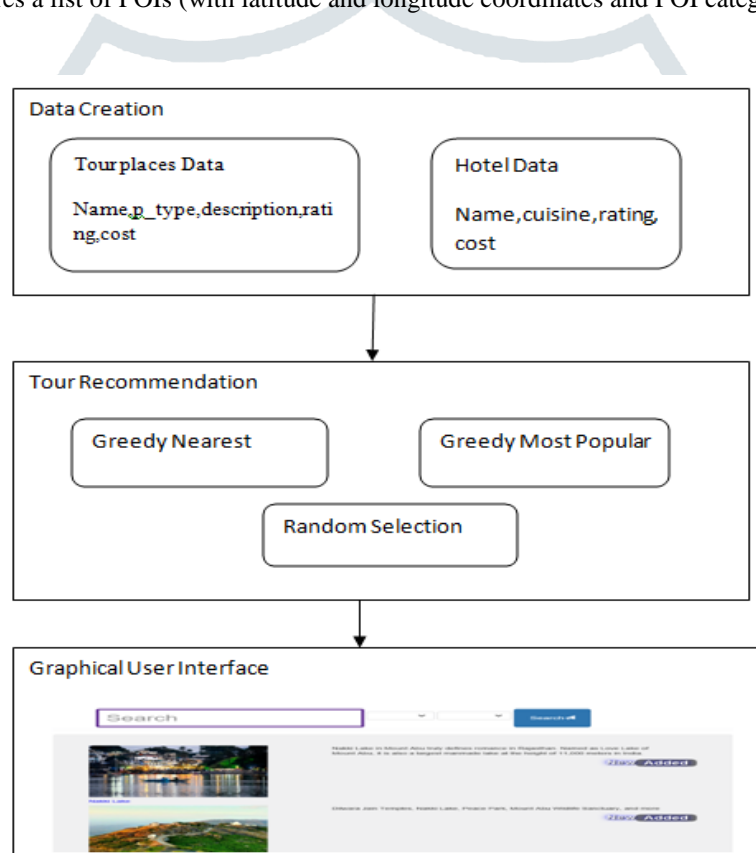 es a list of POIs (with latitude and longitude coordinates and POI categ
Data Creation
Tourplaces Data
Name,p_type,description,rati
ng,cost
Hotel Data
Name,cuisine,rating,
cost
Tour Recommendation
Greedy Nearest
Greedy Most Popular
Random Selection
Graphical User Interface
Search
Search
Nakki Lake in Mount Abu truly defines romance in Rajasthan. Named as Love Lake of
Mount Abu, it is also a largest manmade lake at the height of 11,000 meters in India
Added
Nakki Lake
Dilwara Jain Temples, Nakki Lake, Peace Park, Mount Abu Wildlife Sanctuary, and more
Added